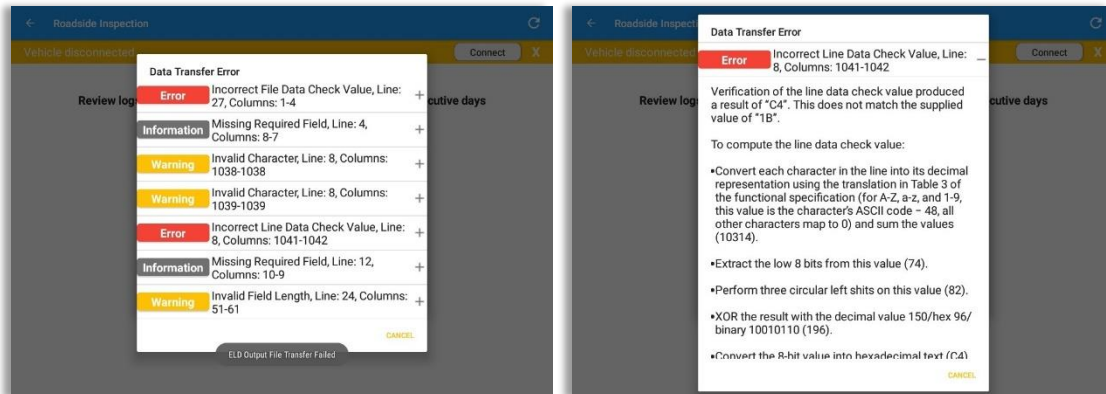 Roadside Inspection
Vehicle disconnected
Connect
X
Review log
cutive days
Data Transfer Error
Error
Incorrect File Data Check Value, Line:
27, Columns: 1-4
+
Information
Missing Required Field, Line: 4,
Columns: 8-7
+
Warning
Invalid Character, Line: 8, Columns:
1038-1038
+
Warning
Invalid Character, Line: 8, Columns:
1039-1039
+
Error
Incorrect Line Data Check Value, Line:
8, Columns: 1041-1042
+
Information
Missing Required Field, Line: 12,
Columns: 10-9
+
Warning
Invalid Field Length, Line: 24, Columns:
51-61
+
CANCEL
ELD Output File Transfer Failed
Roadside Inspect
Vehicle disconnected
Connect
X
Review log
cutive days
Data Transfer Error
Error
Incorrect Line Data Check Value, Line:
8, Columns: 1041-1042
–
Verification of the line data check value produced
a result of "C4". This does not match the supplied
value of "1B".
To compute the line data check value:
•Convert each character in the line into its decimal
representation using the translation in Table 3 of
the functional specification (for A-Z, a-z, and 1-9,
this value is the character's ASCII code – 48, all
other characters map to 0) and sum the values
(10314).
•Extract the low 8 bits from this value (74).
•Perform three circular left shits on this value (82).
•XOR the result with the decimal value 150/hex 96/
binary 10010110 (196).
•Convert the 8-bit value into hexadecimal text (C4)
CANCEL